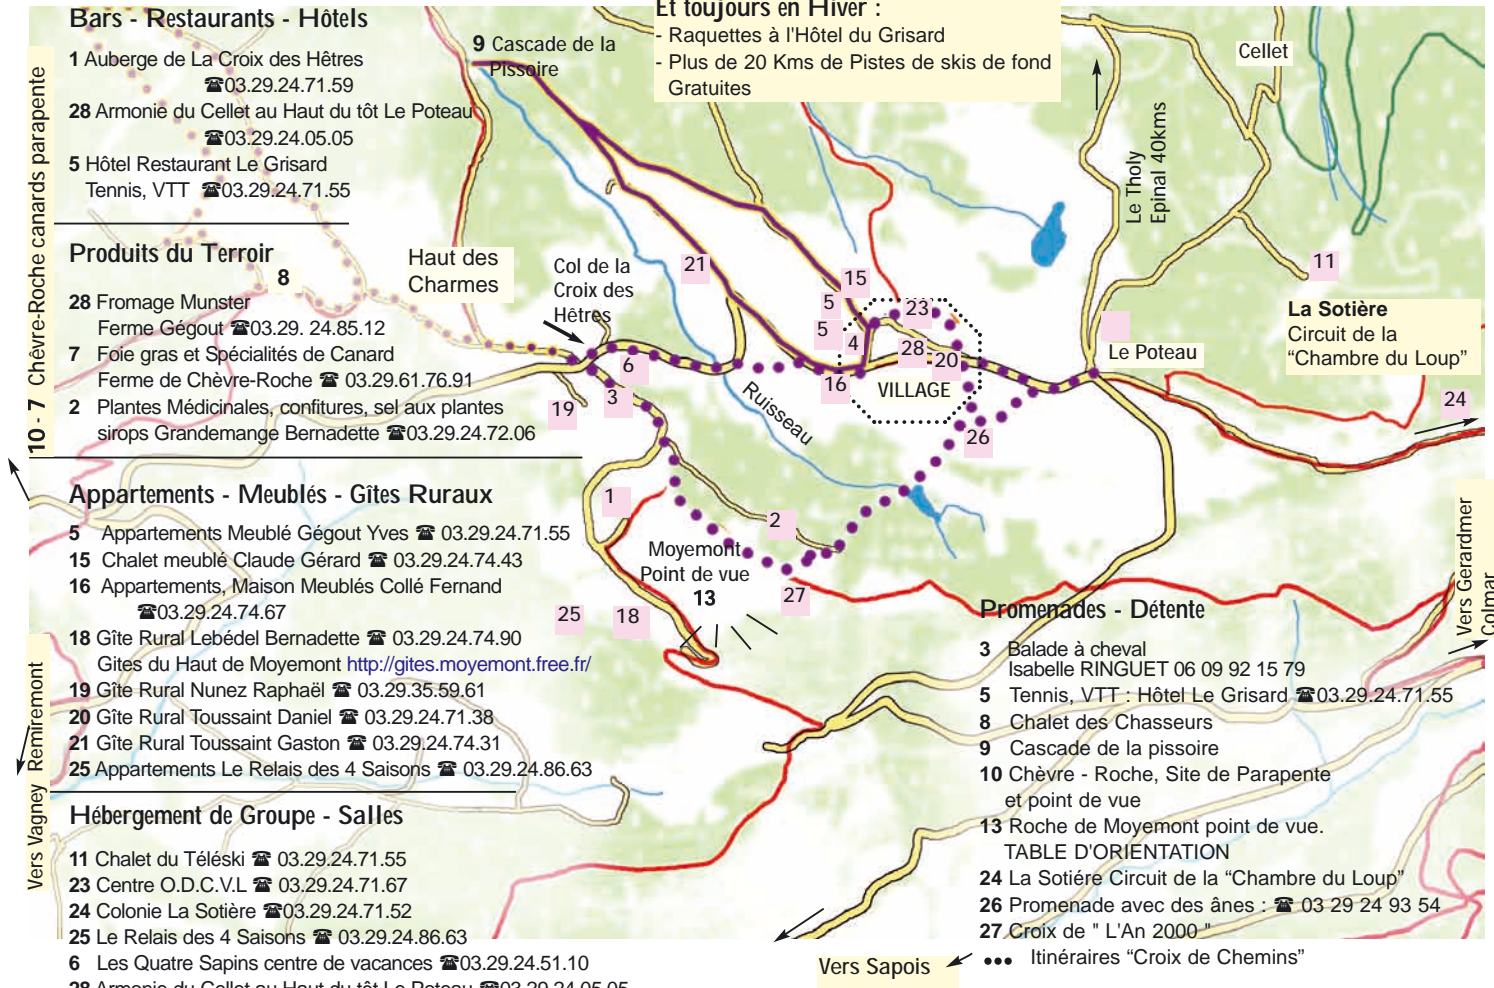 Bars - Restaurants - Hôtels
1 Auberge de La Croix des Hêtres
☎03.29.24.71.59
28 Armonie du Cellet au Haut du tôt Le Poteau
☎03.29.24.05.05
5 Hôtel Restaurant Le Grisard
Tennis, VTT ☎03.29.24.71.55
Produits du Terroir
28 Fromage Munster
Ferme Gégout ☎03.29. 24.85.12
7 Foie gras et Spécialités de Canard
Ferme de Chèvre-Roche ☎ 03.29.61.76.91
2 Plantes Médicinales, confitures, sel aux plantes
sirops Grandemange Bernadette ☎03.29.24.72.06
Appartements - Meublés - Gîtes Ruraux
5 Appartements Meublé Gégout Yves ☎ 03.29.24.71.55
15 Chalet meublé Claude Gérard ☎ 03.29.24.74.43
16 Appartements, Maison Meublés Collé Fernand
☎03.29.24.74.67
18 Gîte Rural Lebédel Bernadette ☎ 03.29.24.74.90
Gites du Haut de Moyemont http://gites.moyemont.free.fr/
19 Gîte Rural Nunez Raphaël ☎ 03.29.35.59.61
20 Gîte Rural Toussaint Daniel ☎ 03.29.24.71.38
21 Gîte Rural Toussaint Gaston ☎ 03.29.24.74.31
25 Appartements Le Relais des 4 Saisons ☎ 03.29.24.86.63
Hébergement de Groupe - Salles
11 Chalet du Téléski ☎ 03.29.24.71.55
23 Centre O.D.C.V.L ☎ 03.29.24.71.67
24 Colonie La Sotière ☎03.29.24.71.52
25 Le Relais des 4 Saisons ☎ 03.29.24.86.63
6 Les Quatre Sapins centre de vacances ☎03.29.24.51.10
28 Armonie du Cellet au Haut du tôt Le Poteau ☎03.29.24.05.05
10 - 7 Chèvre-Roche canards parapente
Vers Vagney Remiremont
Et toujours en Hiver :
- Raquettes à l'Hôtel du Grisard
- Plus de 20 Kms de Pistes de skis de fond
Gratuites
9 Cascade de la
Pissoire
8
Haut des
Charmes
Col de la
Croix des
Hêtres
21
15
5
5
4
23
28
20
16
VILLAGE
6
3
19
Ruisseau
26
1
2
Moyemont
Point de vue
13
27
25
18
Cellet
Le Tholy
Epinal 40kms
11
Le Poteau
La Sotière
Circuit de la
“Chambre du Loup”
24
Vers Gerardmer
Colmar
Promenades - Détente
3 Balade à cheval
Isabelle RINGUET 06 09 92 15 79
5 Tennis, VTT : Hôtel Le Grisard ☎03.29.24.71.55
8 Chalet des Chasseurs
9 Cascade de la pissoire
10 Chèvre - Roche, Site de Parapente
et point de vue
13 Roche de Moyemont point de vue.
TABLE D'ORIENTATION
24 La Sotiére Circuit de la “Chambre du Loup”
26 Promenade avec des ânes : ☎ 03 29 24 93 54
27 Croix de " L'An 2000 "
••• Itinéraires “Croix de Chemins”
Vers Sapois